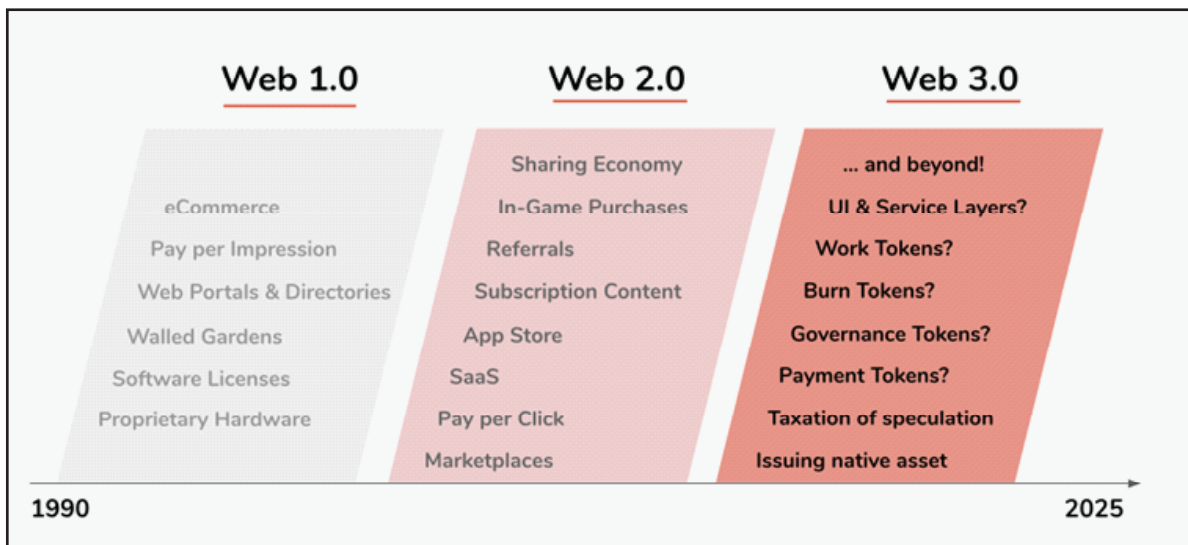 Web 1.0
eCommerce
Pay per Impression
Web Portals & Directories
Walled Gardens
Software Licenses
Proprietary Hardware
Web 2.0
Sharing Economy
In-Game Purchases
Referrals
Subscription Content
App Store
SaaS
Pay per Click
Marketplaces
Web 3.0
... and beyond!
UI & Service Layers?
Work Tokens?
Burn Tokens?
Governance Tokens?
Payment Tokens?
Taxation of speculation
Issuing native asset
1990
2025